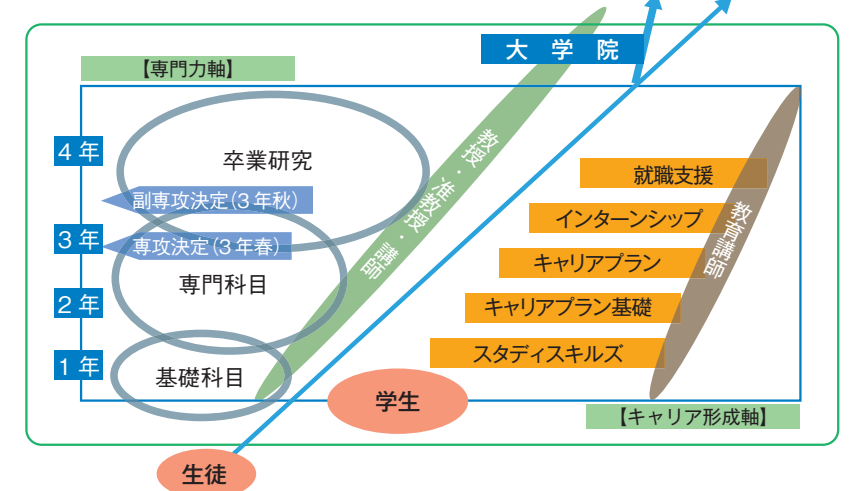 大学院
【専門力軸】
4年
卒業研究
副専攻決定(3年秋)
3年
専攻決定(3年春)
専門科目
2年
1年
基礎科目
教授・准教授・講師
就職支援
インターンシップ
キャリアプラン
キャリアプラン基礎
スタディスキルズ
教育講師
学生
【キャリア形成軸】
生徒